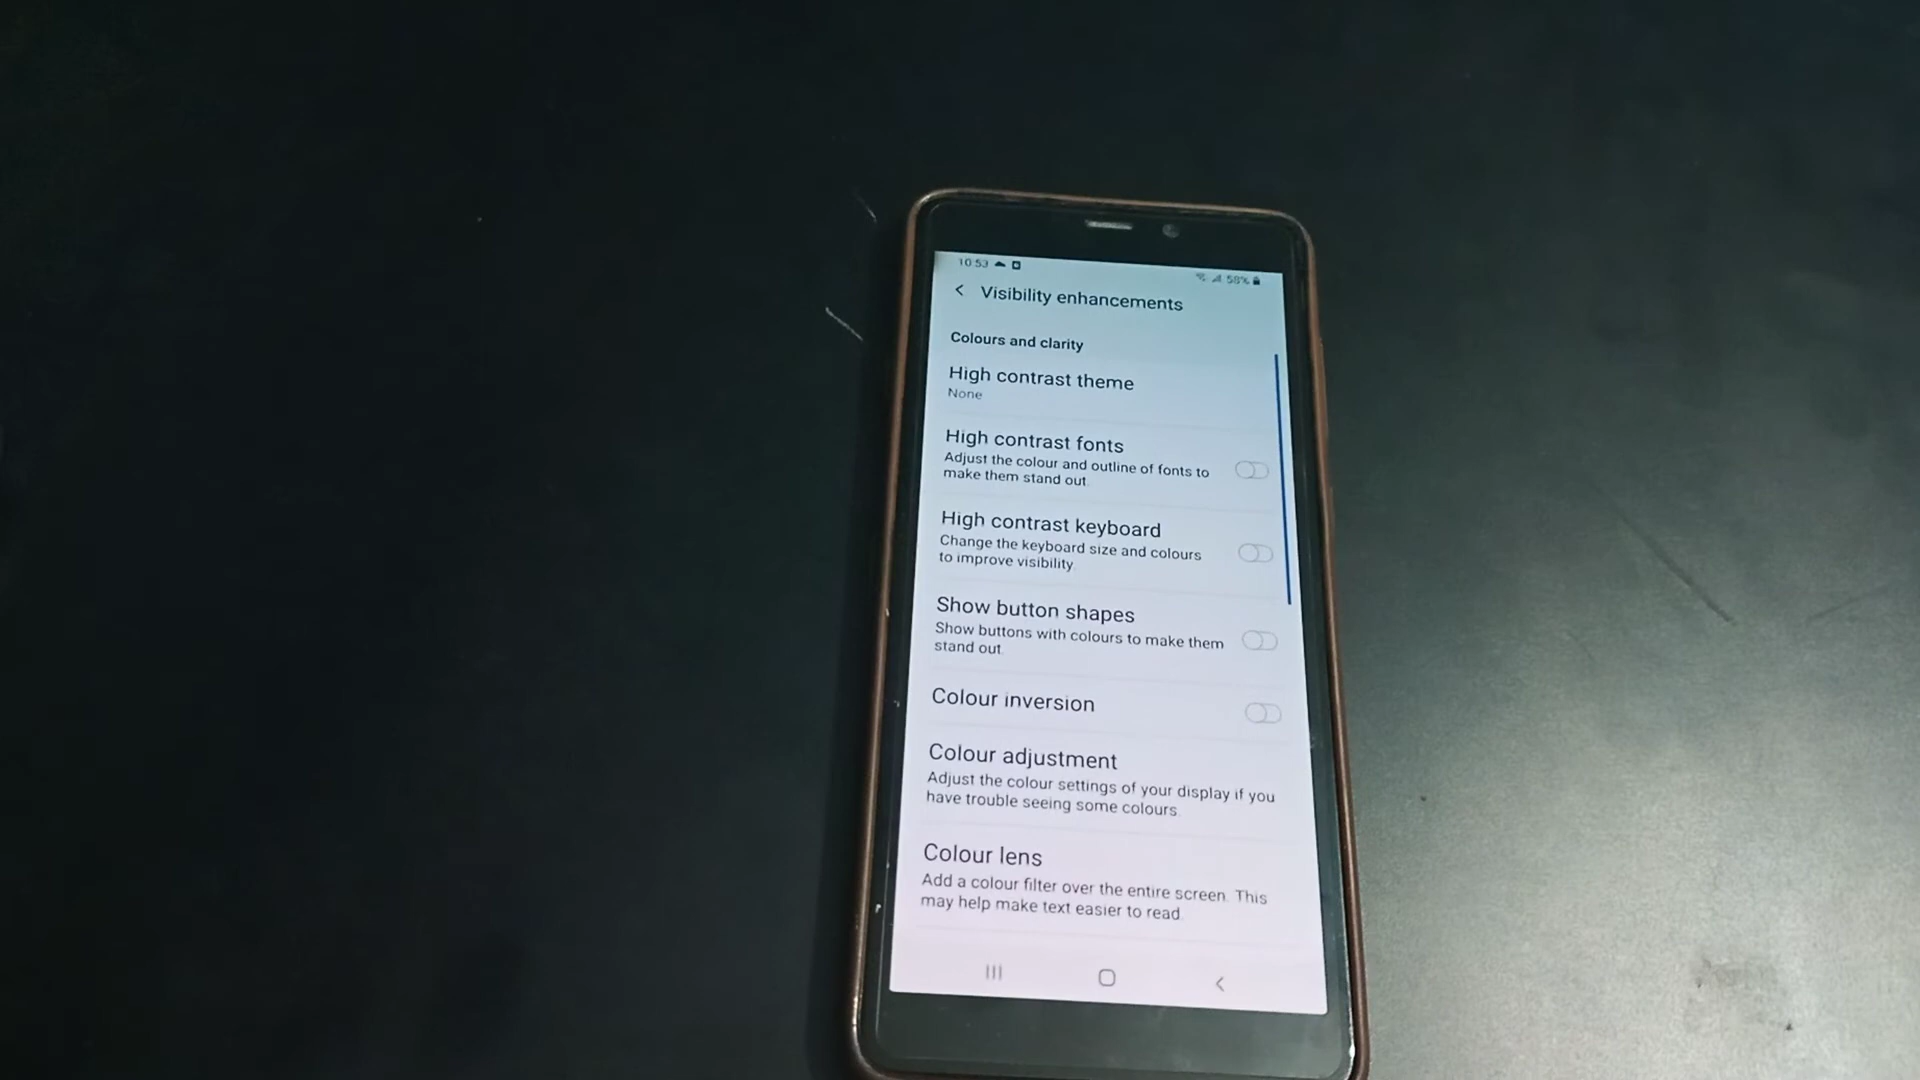 10:53
58%
Visibility enhancements
Colours and clarity
High contrast theme
None
High contrast fonts
Adjust the colour and outline of fonts to
make them stand out.
High contrast keyboard
Change the keyboard size and colours
to improve visibility.
Show button shapes
Show buttons with colours to make them
stand out.
Colour inversion
Colour adjustment
Adjust the colour settings of your display if you
have trouble seeing some colours.
Colour lens
Add a colour filter over the entire screen. This
may help make text easier to read.